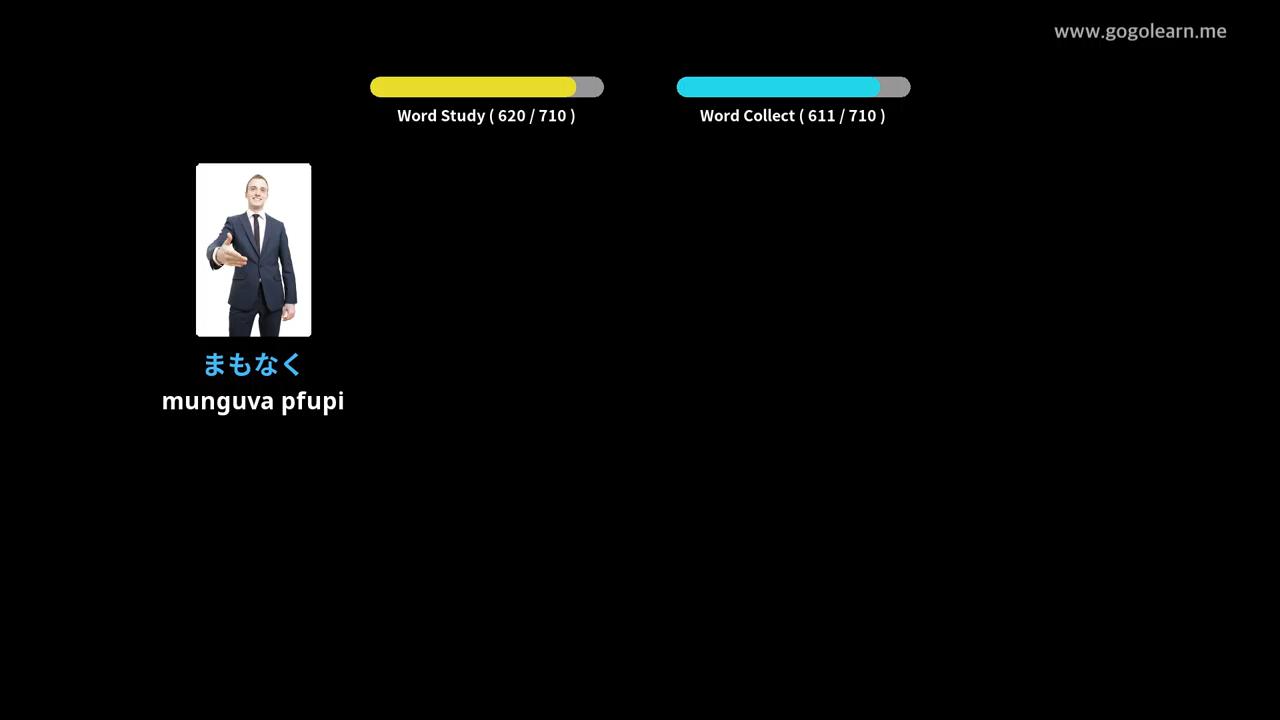 www.gogolearn.me
Word Study ( 620 / 710 )
Word Collect ( 611 / 710 )
まもなく
munguva pfupi